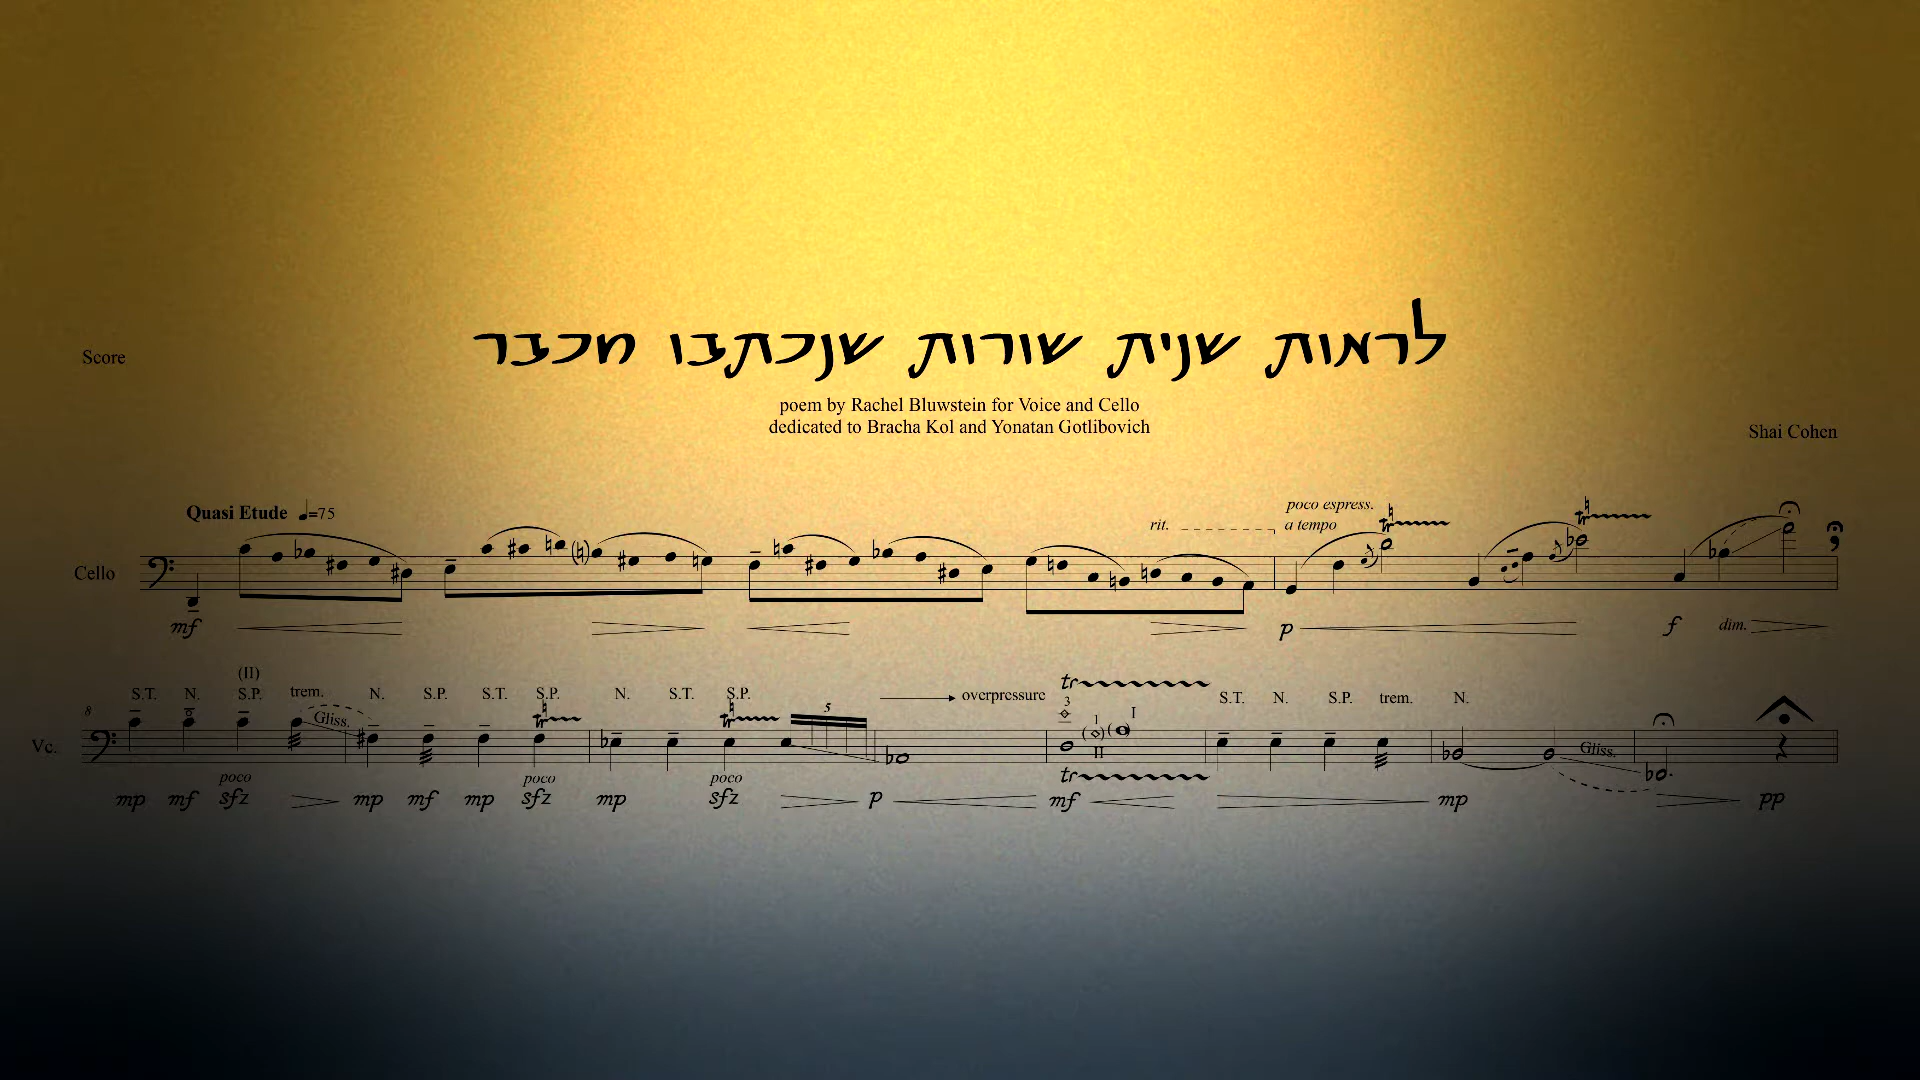 לראות שנית שורות שנכתבו מכבר
Score
poem by Rachel Bluwstein for Voice and Cello
dedicated to Bracha Kol and Yonatan Gotlibovich
Shai Cohen
Quasi Etude ♩=75
rit.
poco espress.
a tempo
Cello
mf
p
f
dim.
(II)
S.T. N. S.P. trem. N. S.P. S.T. S.P. N. S.T. S.P. overpressure tr S.T. N. S.P. trem. N.
8
Gliss.
5
3
1
I
II
Vc.
Gliss.
tr
poco poco poco
mp mf sfz mp mf mp sfz mp sfz p mf mp pp